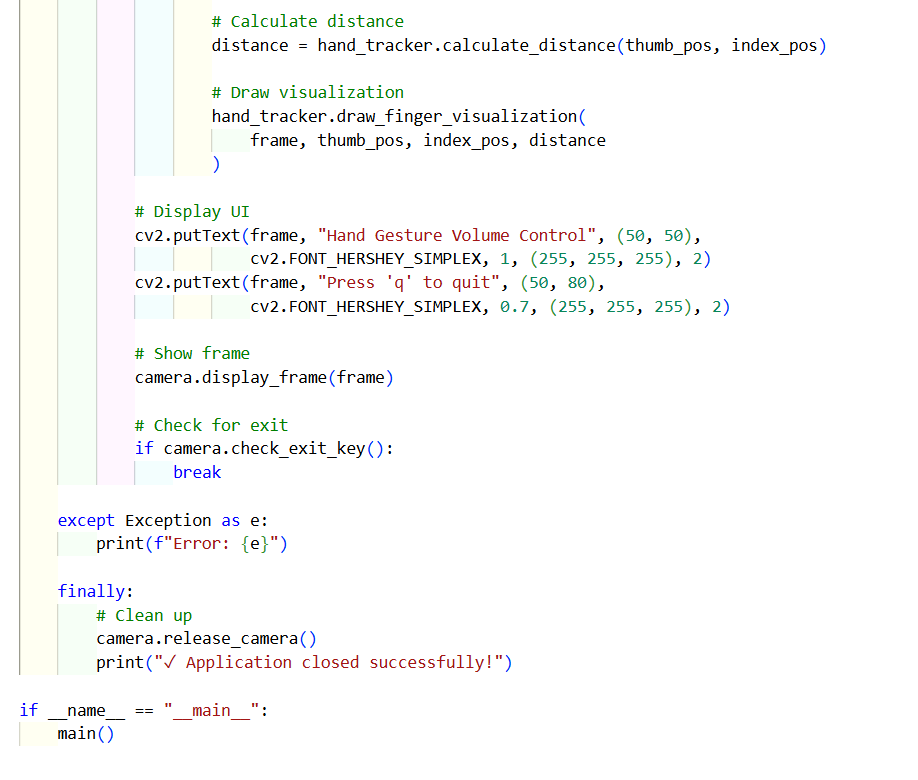 # Calculate distance
distance = hand_tracker.calculate_distance(thumb_pos, index_pos)
# Draw visualization
hand_tracker.draw_finger_visualization(
frame, thumb_pos, index_pos, distance
)
# Display UI
cv2.putText(frame, "Hand Gesture Volume Control", (50, 50),
cv2.FONT_HERSHEY_SIMPLEX, 1, (255, 255, 255), 2)
cv2.putText(frame, "Press 'q' to quit", (50, 80),
cv2.FONT_HERSHEY_SIMPLEX, 0.7, (255, 255, 255), 2)
# Show frame
camera.display_frame(frame)
# Check for exit
if camera.check_exit_key():
break
except Exception as e:
print(f"Error: {e}")
finally:
# Clean up
camera.release_camera()
print("✓ Application closed successfully!")
if __name__ == "__main__":
main()